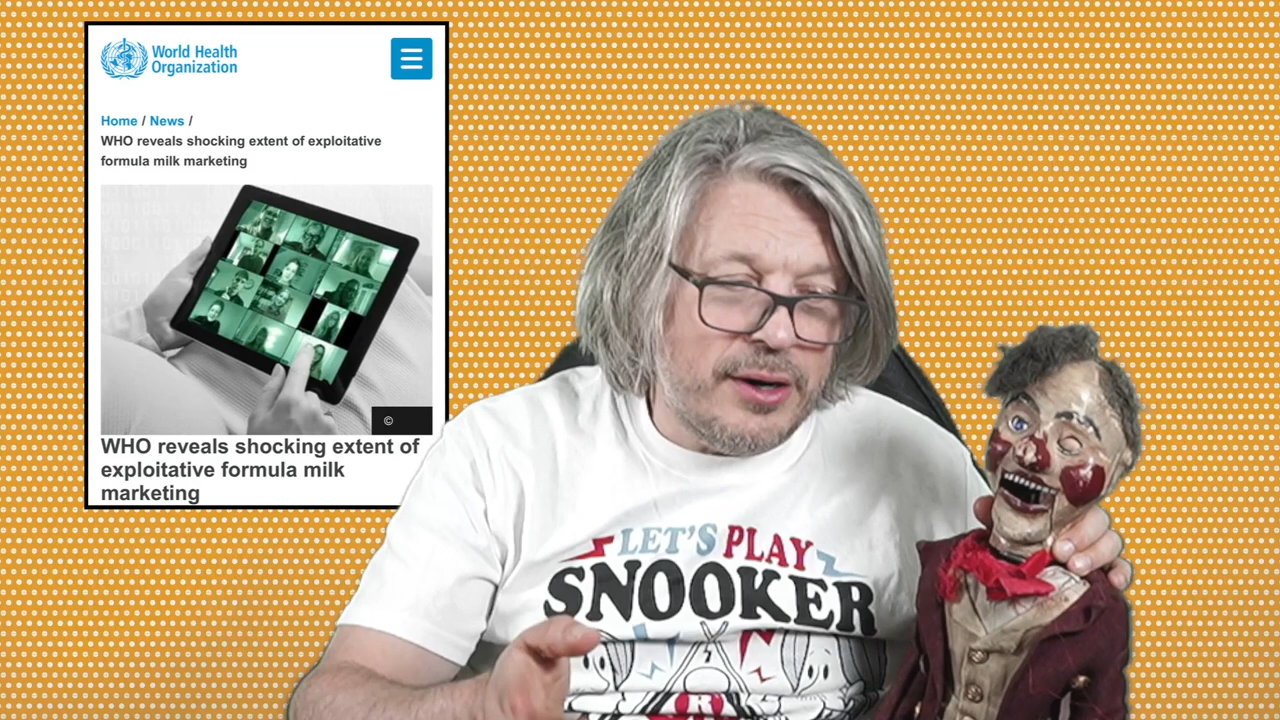 World Health
Organization
Home / News /
WHO reveals shocking extent of exploitative
formula milk marketing
©
WHO reveals shocking extent of
exploitative formula milk
marketing
LET'S PLAY
SNOOKER
7
R